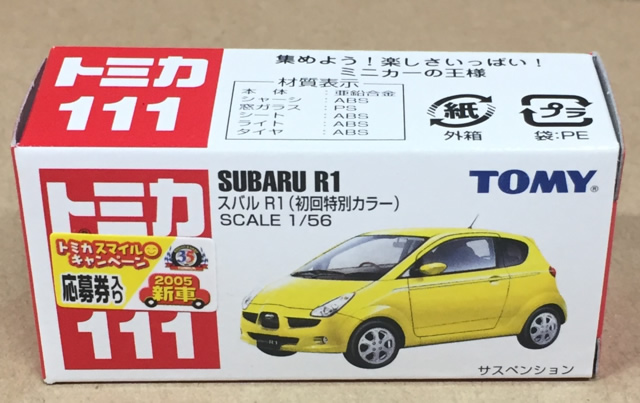 トミカ
111
集めよう!楽しさいっぱい!
ミニカーの王様
材質表示
本体:亜鉛合金
シャーシ:ABS
窓ガラス:PS
シート:ABS
ライト:ABS
タイヤ:ABS
紙
外箱
プラ
袋:PE
トミカ
SUBARU R1
スバル R1(初回特別カラー)
SCALE 1/56
TOMY®
トミカスマイル
キャンペーン
35
応募券入り
2005
新車
111
サスペンション